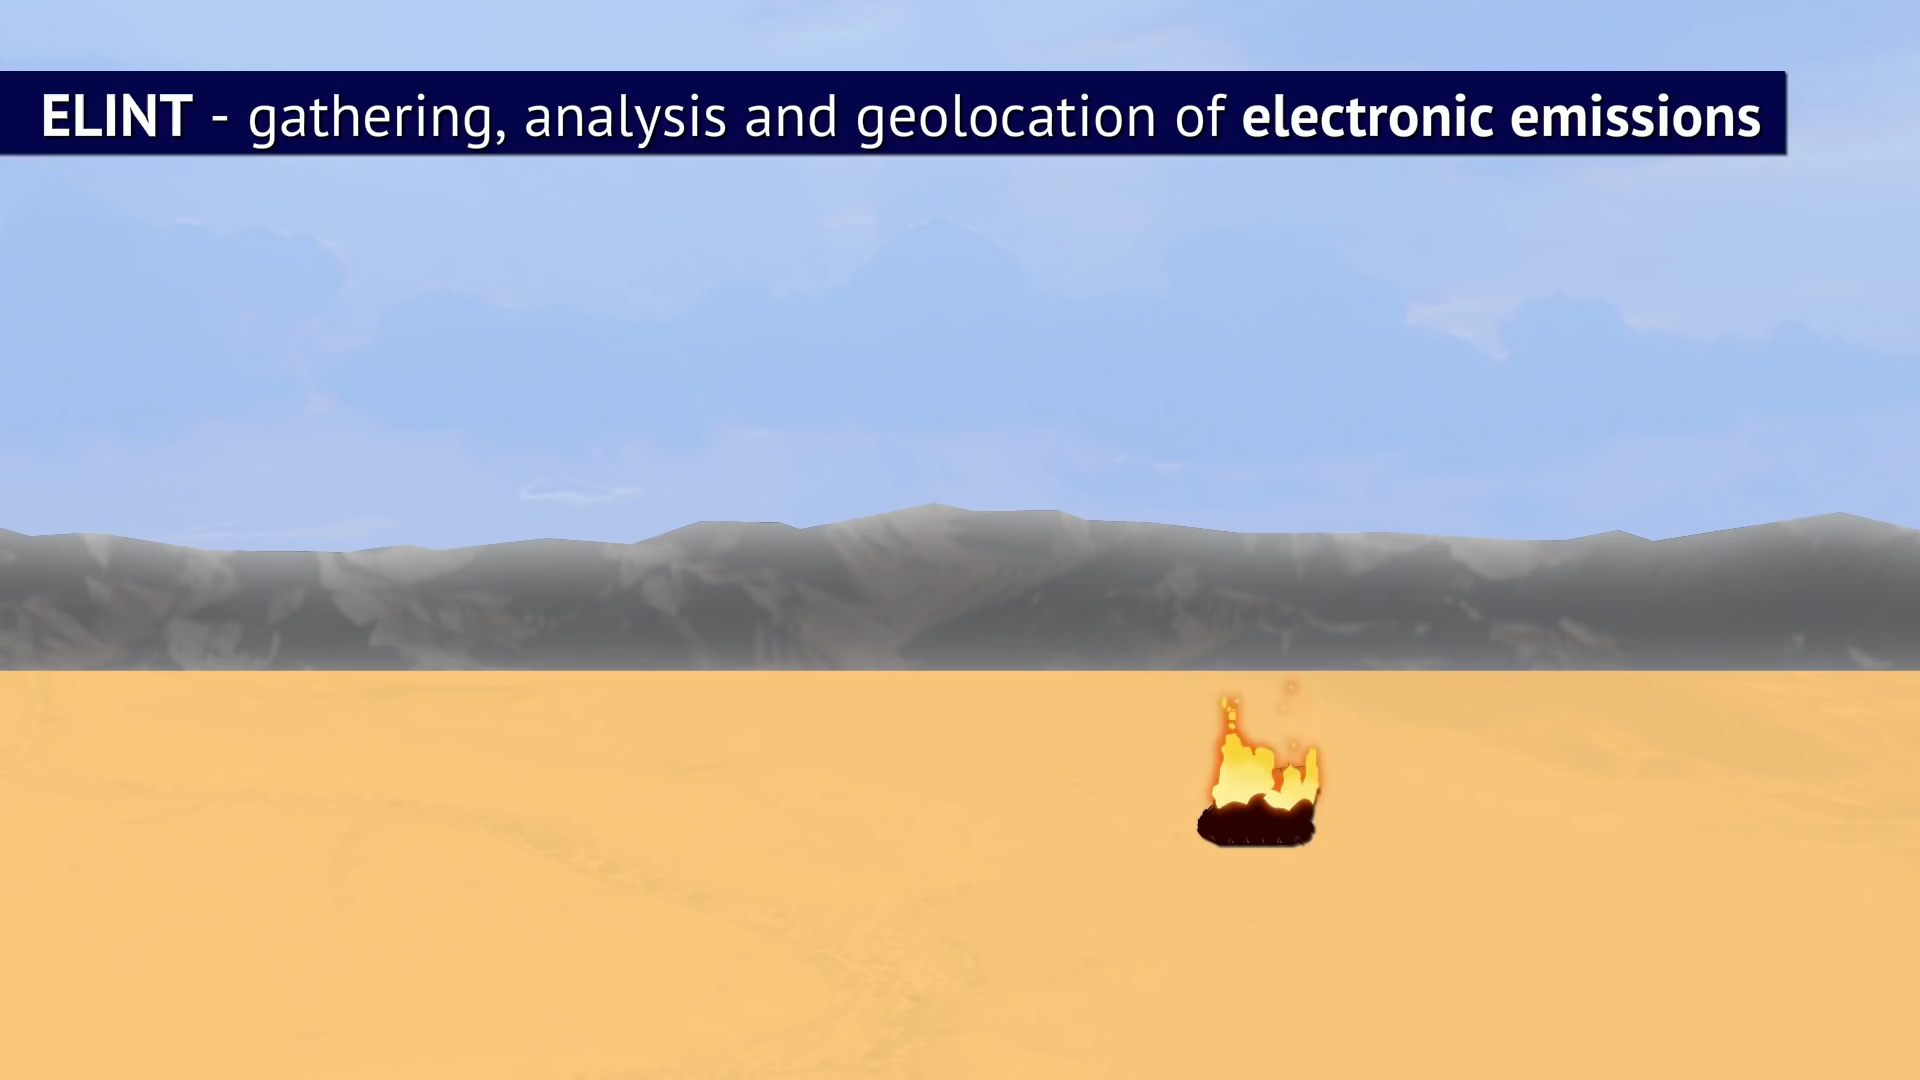 ELINT - gathering, analysis and geolocation of electronic emissions